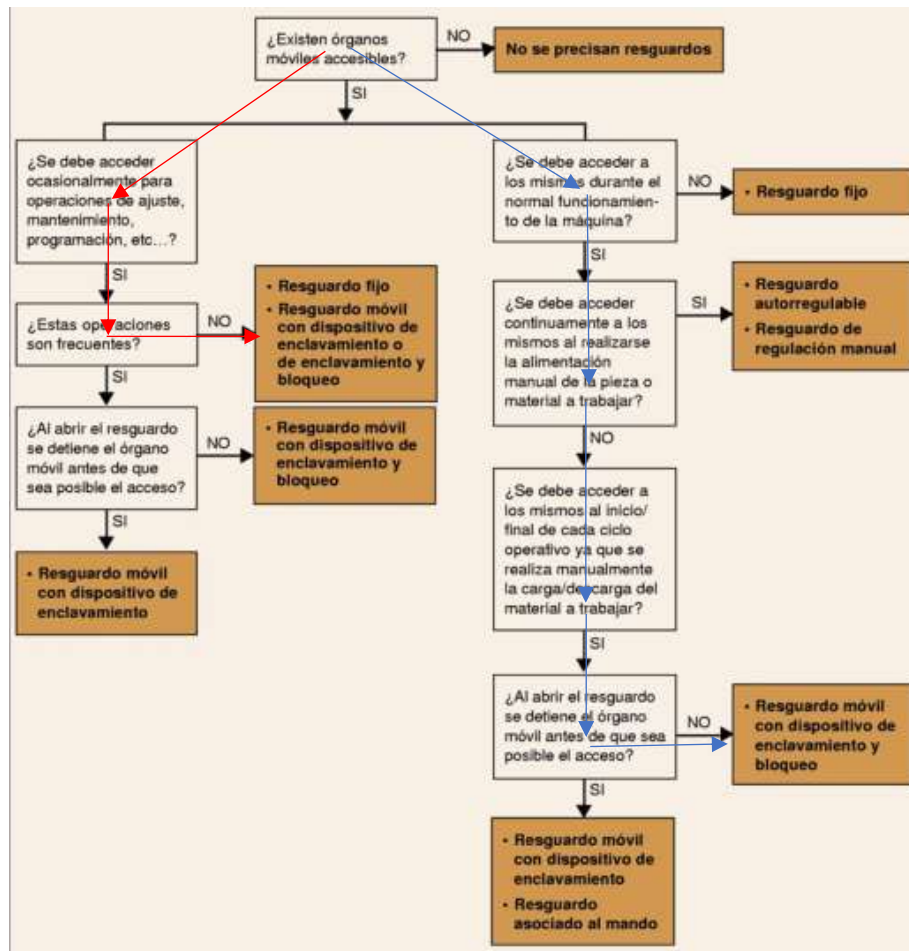 ¿Existen órganos
móviles accesibles?
NO
No se precisan resguardos
SI
¿Se debe acceder
ocasionalmente para
operaciones de ajuste,
mantenimiento,
programación, etc...?
SI
¿Estas operaciones
son frecuentes?
NO
• Resguardo fijo
• Resguardo móvil
con dispositivo de
enclavamiento o
de enclavamiento y
bloqueo
SI
¿Al abrir el resguardo
se detiene el órgano
móvil antes de que
sea posible el acceso?
NO
• Resguardo móvil
con dispositivo de
enclavamiento y
bloqueo
SI
• Resguardo móvil
con dispositivo de
enclavamiento
¿Se debe acceder a
los mismos durante el
normal funcionamien-
to de la máquina?
NO
• Resguardo fijo
SI
¿Se debe acceder
continuamente a los
mismos al realizarse
la alimentación
manual de la pieza o
material a trabajar?
SI
• Resguardo
autorregulable
• Resguardo de
regulación manual
NO
¿Se debe acceder a
los mismos al inicio/
final de cada ciclo
operativo ya que se
realiza manualmente
la carga/descarga del
material a trabajar?
SI
¿Al abrir el resguardo
se detiene el órgano
móvil antes de que sea
posible el acceso?
NO
• Resguardo móvil
con dispositivo de
enclavamiento y
bloqueo
SI
• Resguardo móvil
con dispositivo de
enclavamiento
• Resguardo
asociado al mando